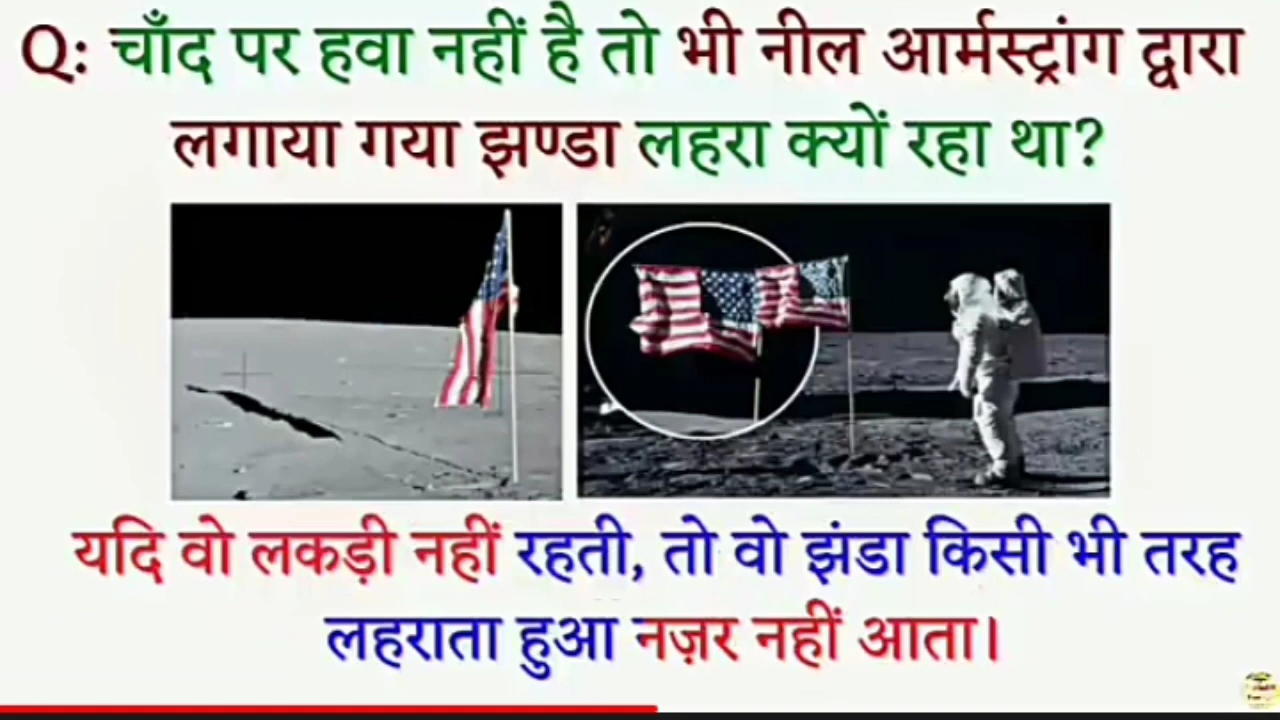 Q: चाँद पर हवा नहीं है तो भी नील आर्मस्ट्रांग द्वारा
लगाया गया झण्डा लहरा क्यों रहा था?
यदि वो लकड़ी नहीं रहती, तो वो झंडा किसी भी तरह
लहराता हुआ नज़र नहीं आता।